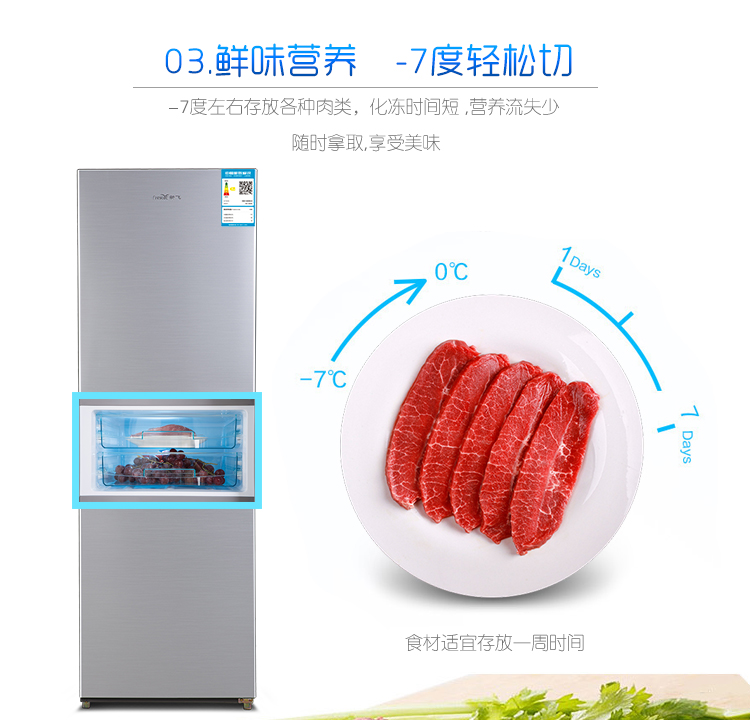 03.鲜味营养 -7度轻松切
-7度左右存放各种肉类，化冻时间短 ,营养流失少
随时拿取,享受美味
0℃
-7℃
1 Days
7 Days
食材适宜存放一周时间